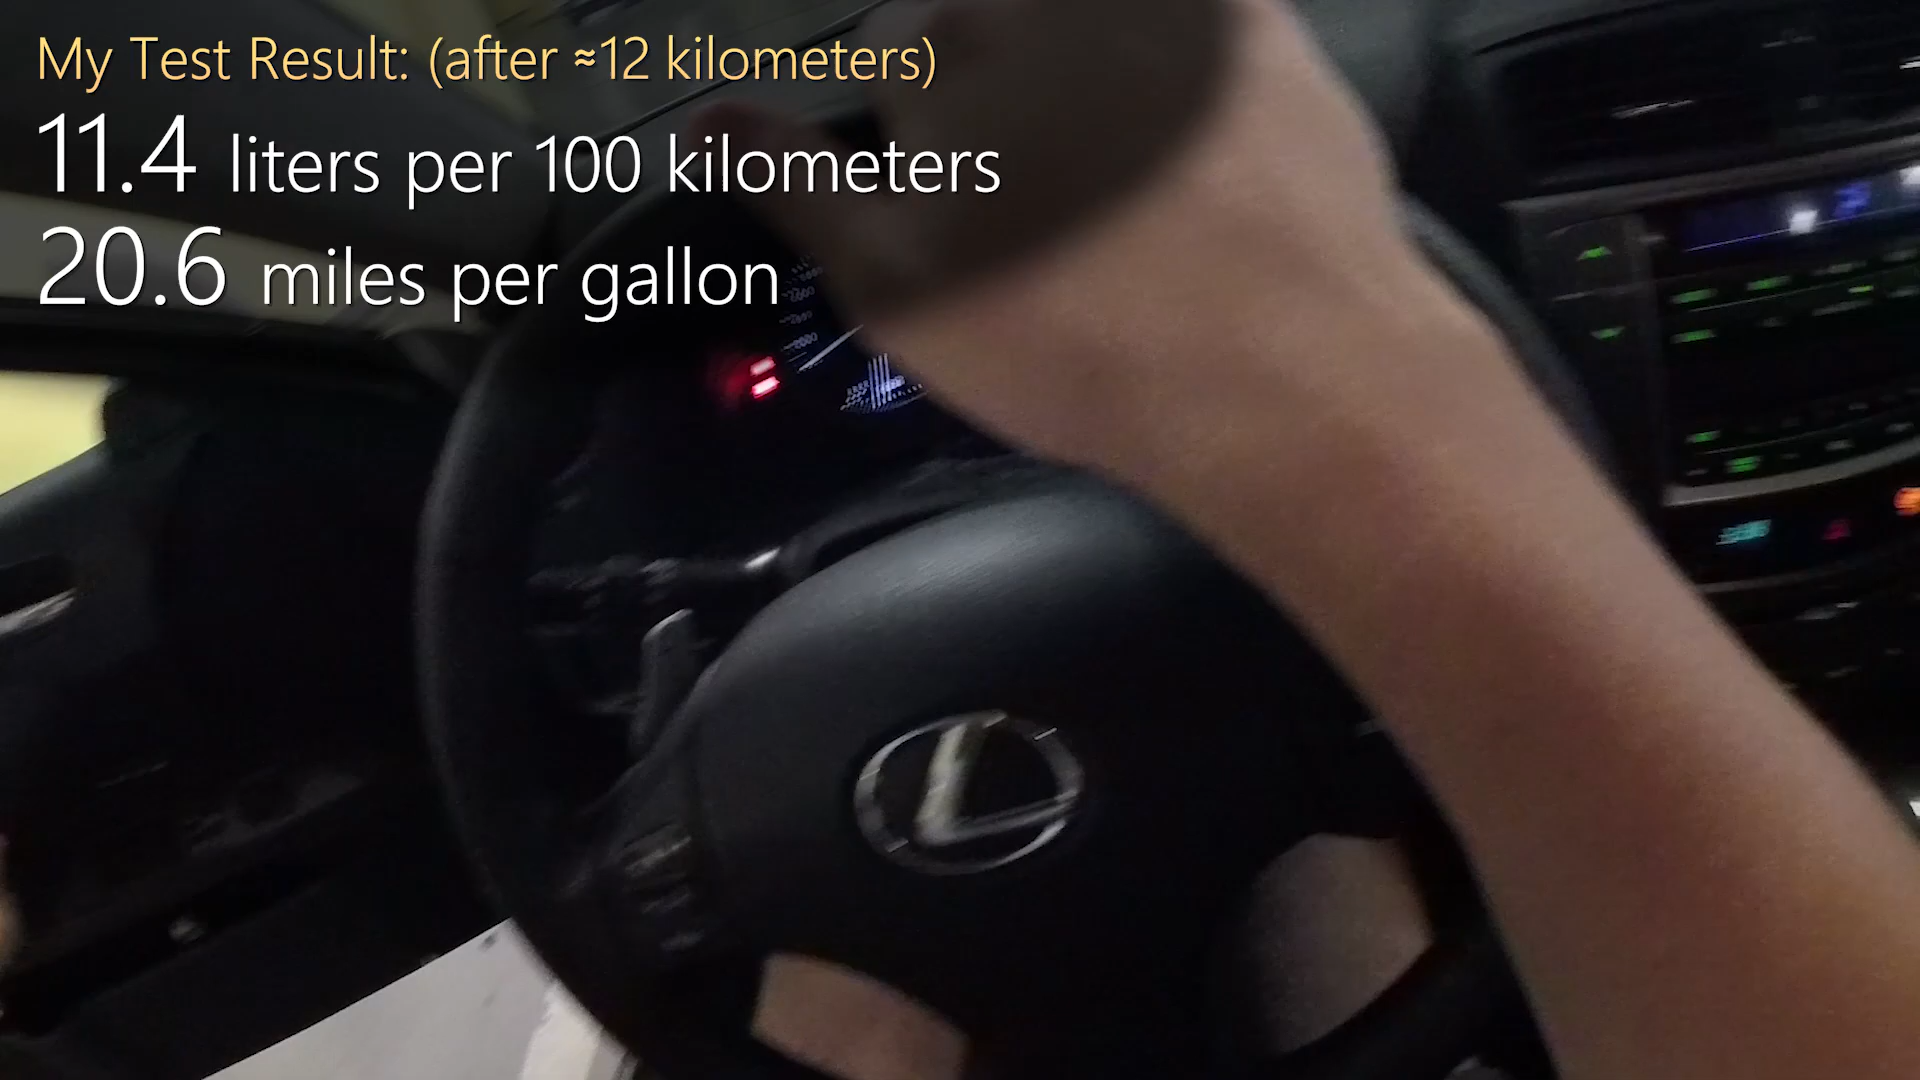 My Test Result: (after ≈12 kilometers)
11.4 liters per 100 kilometers
20.6 miles per gallon